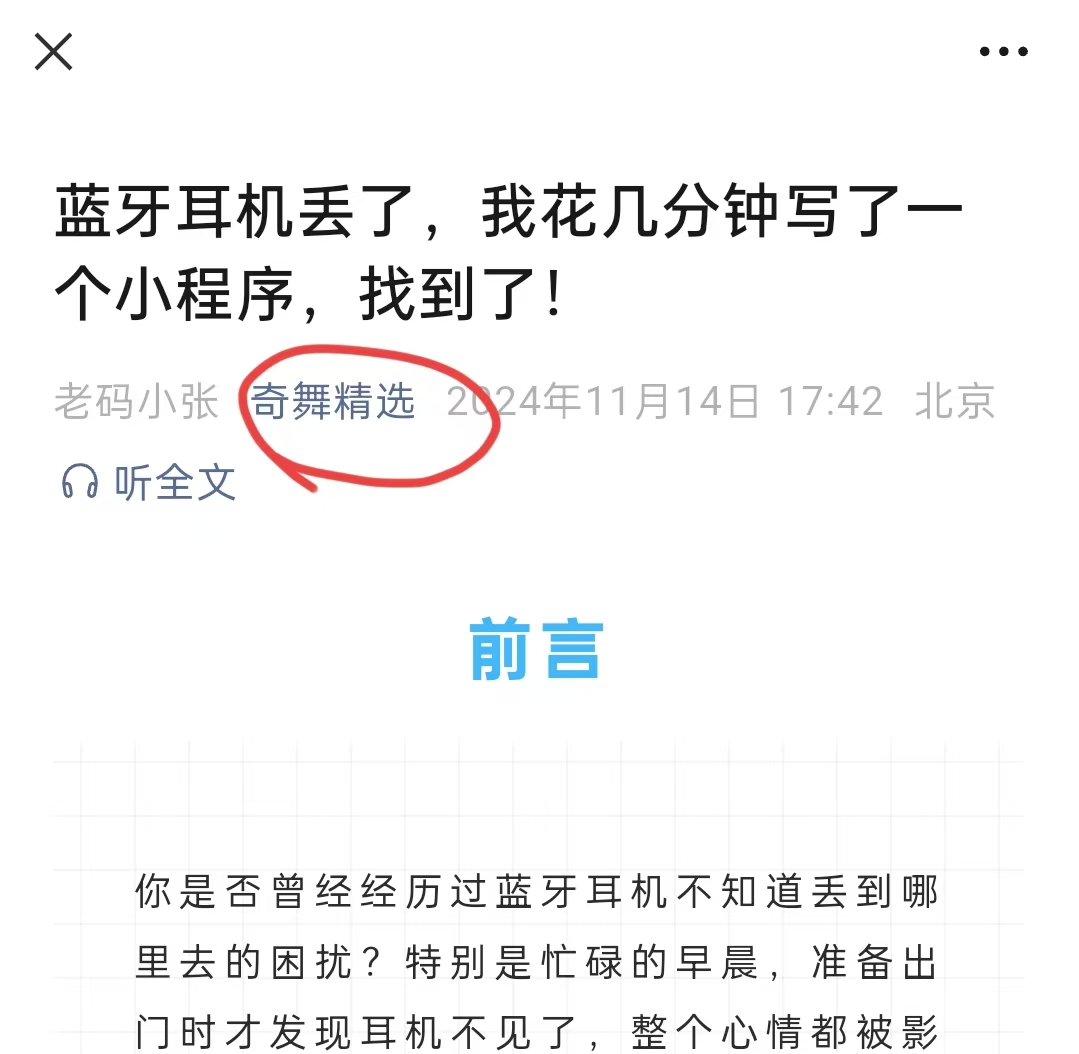 蓝牙耳机丢了，我花几分钟写了一
个小程序，找到了！
老码小张 奇舞精选 2024年11月14日 17:42 北京
听全文
前言
你是否曾经经历过蓝牙耳机不知道丢到哪
里去的困扰？特别是忙碌的早晨，准备出
门时才发现耳机不见了，整个心情都被影